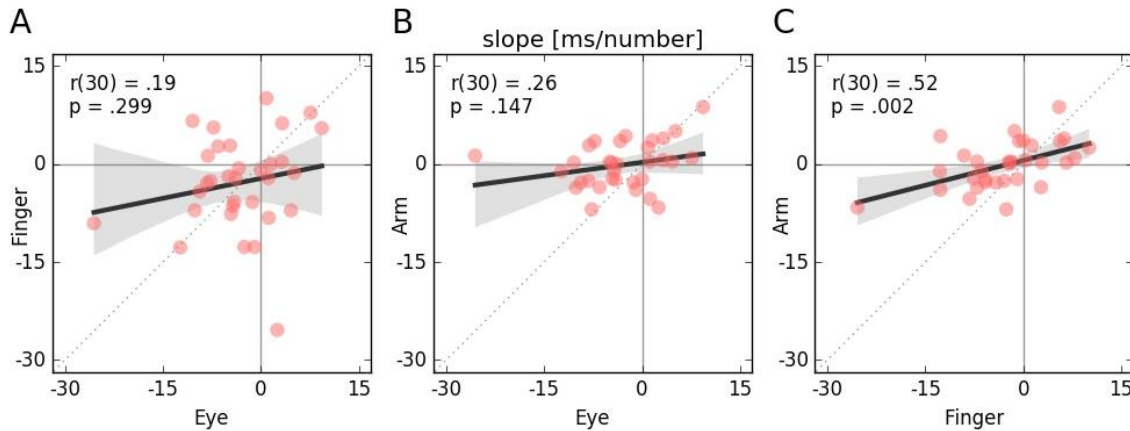 A
B
C
slope [ms/number]
r(30) = .19
p = .299
15
0
-15
-30
Finger
-30
-15
0
15
Eye
r(30) = .26
p = .147
15
0
-15
-30
Arm
-30
-15
0
15
Eye
r(30) = .52
p = .002
15
0
-15
-30
Arm
-30
-15
0
15
Finger